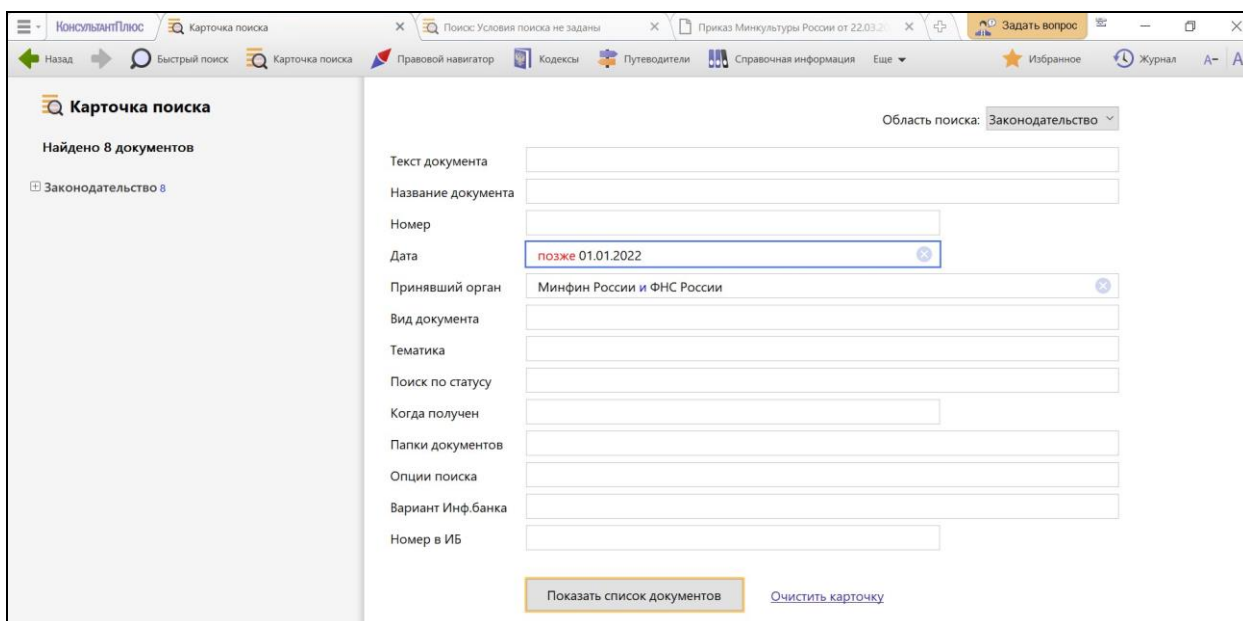 КонсультантПлюс
Карточка поиска
Поиск: Условия поиска не заданы
Приказ Минкультуры России от 22.03.2
Задать вопрос
Назад
Быстрый поиск
Карточка поиска
Правовой навигатор
Кодексы
Путеводители
Справочная информация
Еще
Избранное
Журнал
A−
A
Карточка поиска
Найдено 8 документов
Законодательство 8
Область поиска: Законодательство
Текст документа
Название документа
Номер
Дата позже 01.01.2022
Принявший орган Минфин России и ФНС России
Вид документа
Тематика
Поиск по статусу
Когда получен
Папки документов
Опции поиска
Вариант Инф.банка
Номер в ИБ
Показать список документов
Очистить карточку